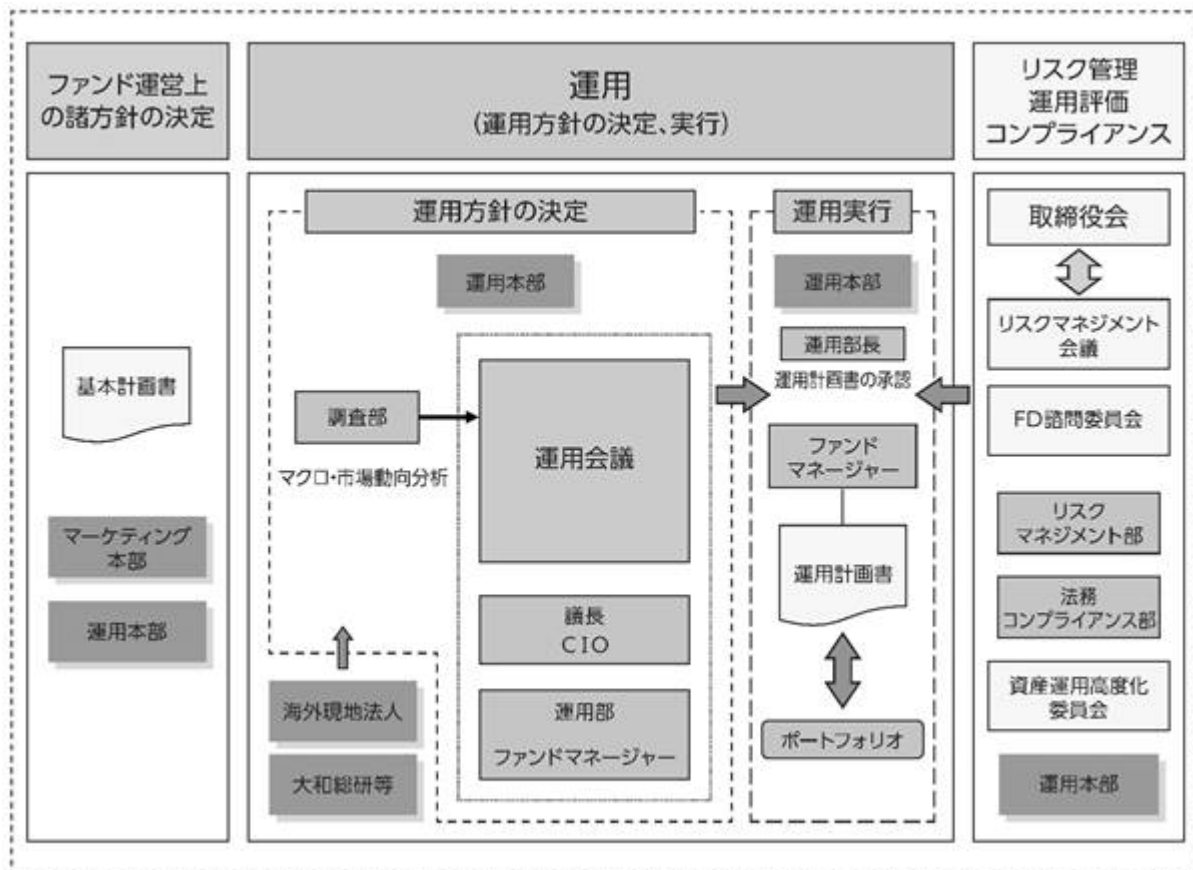 ファンド運営上
の諸方針の決定
運用
(運用方針の決定、実行)
リスク管理
運用評価
コンプライアンス
基本計画書
マーケティング
本部
運用本部
運用方針の決定
運用本部
調査部
マクロ・市場動向分析
運用会議
議長
CIO
運用部
ファンドマネージャー
海外現地法人
大和総研等
運用実行
運用本部
運用部長
運用計画書の承認
ファンド
マネージャー
運用計画書
ポートフォリオ
取締役会
リスクマネジメント
会議
FD諮問委員会
リスク
マネジメント部
法務
コンプライアンス部
資産運用高度化
委員会
運用本部